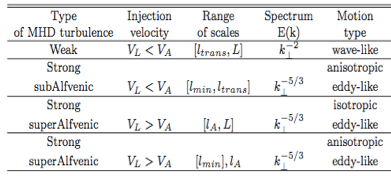 Type Injection Range Spectrum Motion
of MHD turbulence velocity of scales E(k) type
Weak V_L < V_A [l_trans, L] k_⊥^−2 wave-like
Strong anisotropic
subAlfvenic V_L < V_A [l_min, l_trans] k_⊥^−5/3 eddy-like
Strong isotropic
superAlfvenic V_L > V_A [l_A, L] k_⊥^−5/3 eddy-like
Strong anisotropic
superAlfvenic V_L > V_A [l_min], l_A k_⊥^−5/3 eddy-like